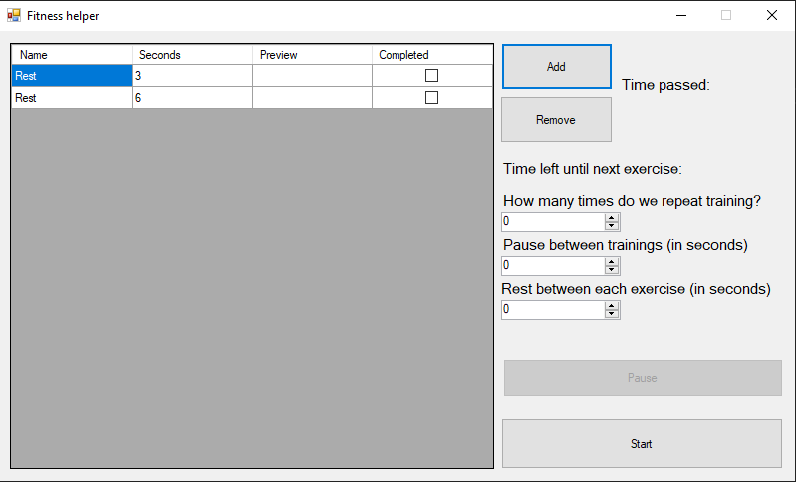 Fitness helper
Name Seconds Preview Completed
Rest 3
Rest 6
Add
Time passed:
Remove
Time left until next exercise:
How many times do we repeat training?
0
Pause between trainings (in seconds)
0
Rest between each exercise (in seconds)
0
Pause
Start